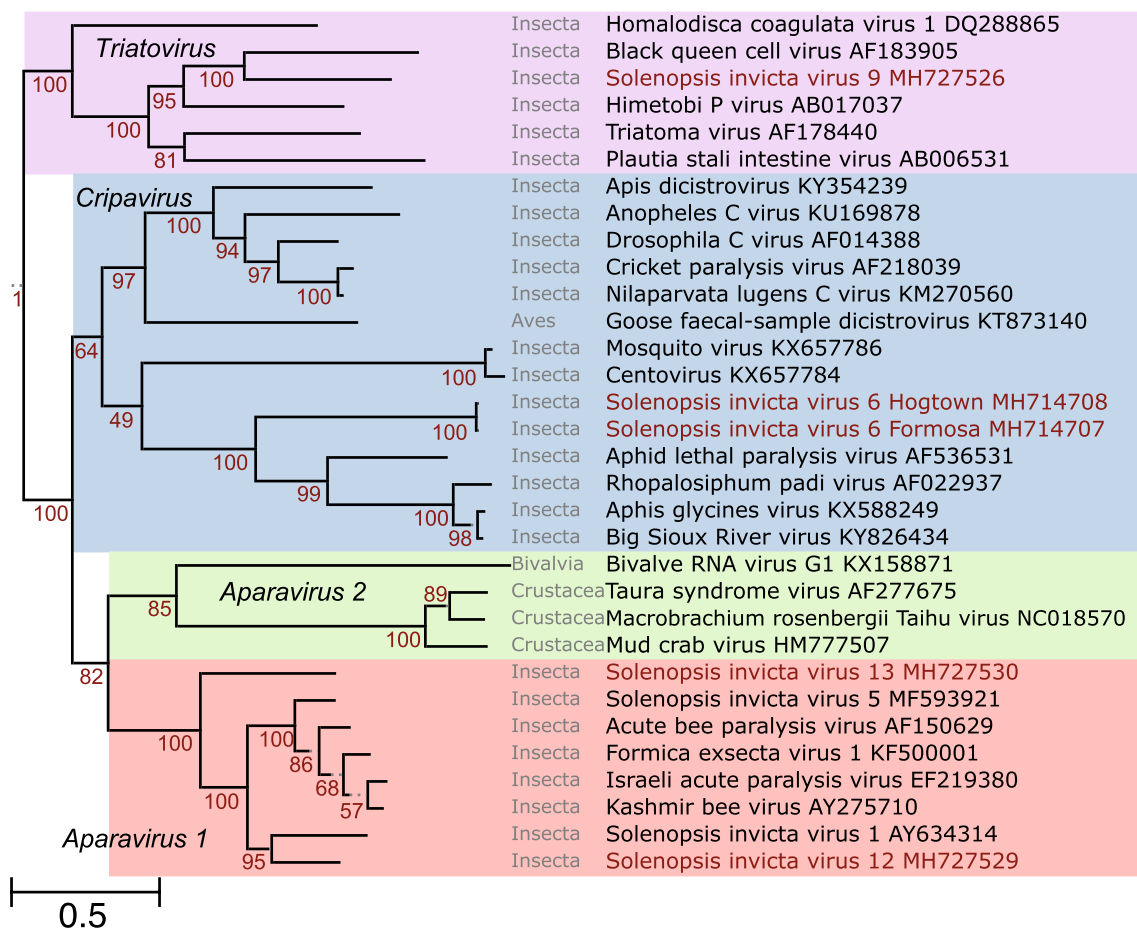 Insecta Homalodisca coagulata virus 1 DQ288865
Triatovirus
Insecta Black queen cell virus AF183905
100
100
Insecta Solenopsis invicta virus 9 MH727526
95
Insecta Himetobi P virus AB017037
100
Insecta Triatoma virus AF178440
81
Insecta Plautia stali intestine virus AB006531
Insecta Apis dicistrovirus KY354239
Cripavirus
Insecta Anopheles C virus KU169878
100
Insecta Drosophila C virus AF014388
94
Insecta Cricket paralysis virus AF218039
97
97
Insecta Nilaparvata lugens C virus KM270560
1
100
Aves Goose faecal-sample dicistrovirus KT873140
64
Insecta Mosquito virus KX657786
Insecta Centovirus KX657784
100
Insecta Solenopsis invicta virus 6 Hogtown MH714708
49
Insecta Solenopsis invicta virus 6 Formosa MH714707
100
Insecta Aphid lethal paralysis virus AF536531
100
Insecta Rhopalosiphum padi virus AF022937
99
Insecta Aphis glycines virus KX588249
100
100
Insecta Big Sioux River virus KY826434
98
Bivalvia Bivalve RNA virus G1 KX158871
Aparavirus 2
89
Crustacea Taura syndrome virus AF277675
85
Crustacea Macrobrachium rosenbergii Taihu virus NC018570
100
Crustacea Mud crab virus HM777507
82
Insecta Solenopsis invicta virus 13 MH727530
Insecta Solenopsis invicta virus 5 MF593921
Insecta Acute bee paralysis virus AF150629
100
100
Insecta Formica exsecta virus 1 KF500001
86
Insecta Israeli acute paralysis virus EF219380
68
100
Insecta Kashmir bee virus AY275710
57
Aparavirus 1
Insecta Solenopsis invicta virus 1 AY634314
95
Insecta Solenopsis invicta virus 12 MH727529
0.5